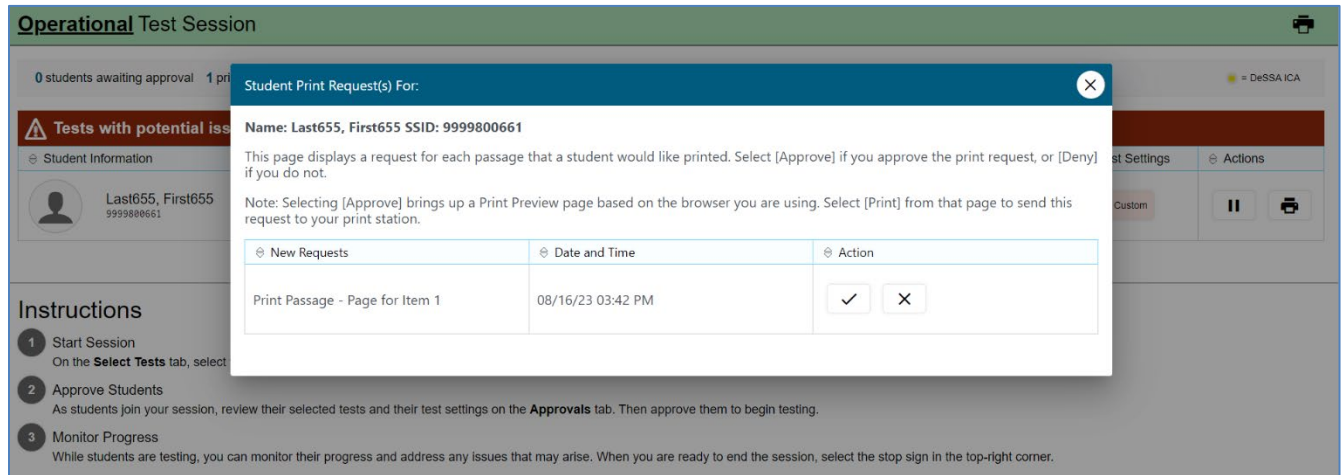 Operational Test Session
0 students awaiting approval 1 pri
= DeSSA ICA
Student Print Request(s) For:
Tests with potential iss
Name: Last655, First655 SSID: 9999800661
This page displays a request for each passage that a student would like printed. Select [Approve] if you approve the print request, or [Deny]
if you do not.
Student Information
st Settings
Actions
Last655, First655
9999800661
Custom
Note: Selecting [Approve] brings up a Print Preview page based on the browser you are using. Select [Print] from that page to send this
request to your print station.
New Requests
Date and Time
Action
Print Passage - Page for Item 1
08/16/23 03:42 PM
Instructions
1 Start Session
On the Select Tests tab, select
2 Approve Students
As students join your session, review their selected tests and their test settings on the Approvals tab. Then approve them to begin testing.
3 Monitor Progress
While students are testing, you can monitor their progress and address any issues that may arise. When you are ready to end the session, select the stop sign in the top-right corner.